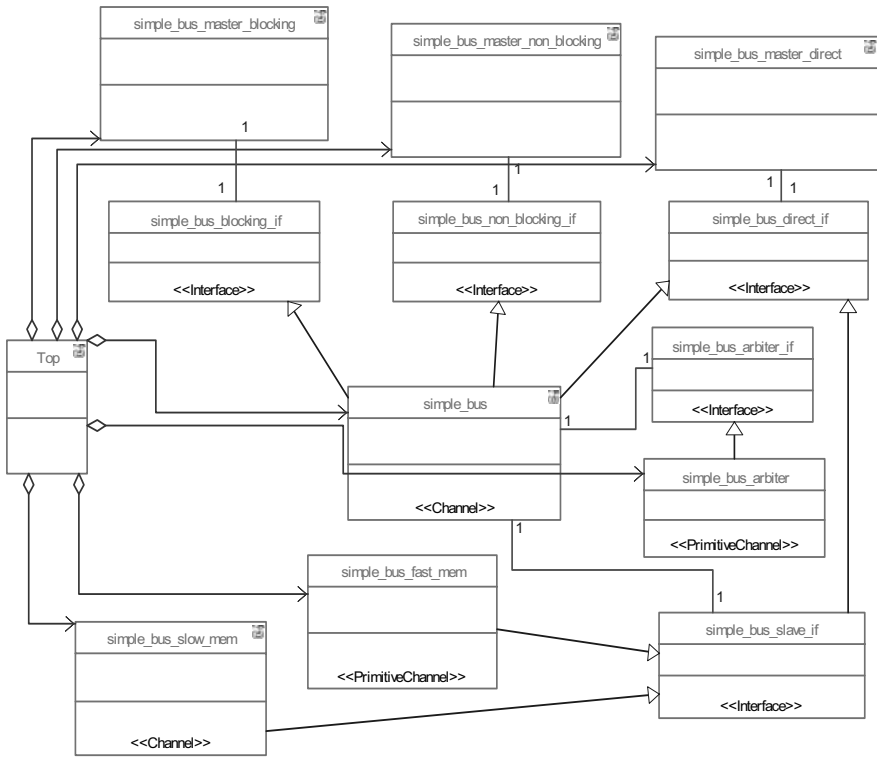 simple_bus_master_blocking
simple_bus_master_non_blocking
simple_bus_master_direct
1
1
1
1
1
1
simple_bus_blocking_if
<<Interface>>
simple_bus_non_blocking_if
<<Interface>>
simple_bus_direct_if
<<Interface>>
Top
simple_bus_arbiter_if
<<Interface>>
1
simple_bus
<<Channel>>
1
1
simple_bus_arbiter
<<PrimitiveChannel>>
simple_bus_fast_mem
<<PrimitiveChannel>>
1
simple_bus_slow_mem
<<Channel>>
simple_bus_slave_if
<<Interface>>